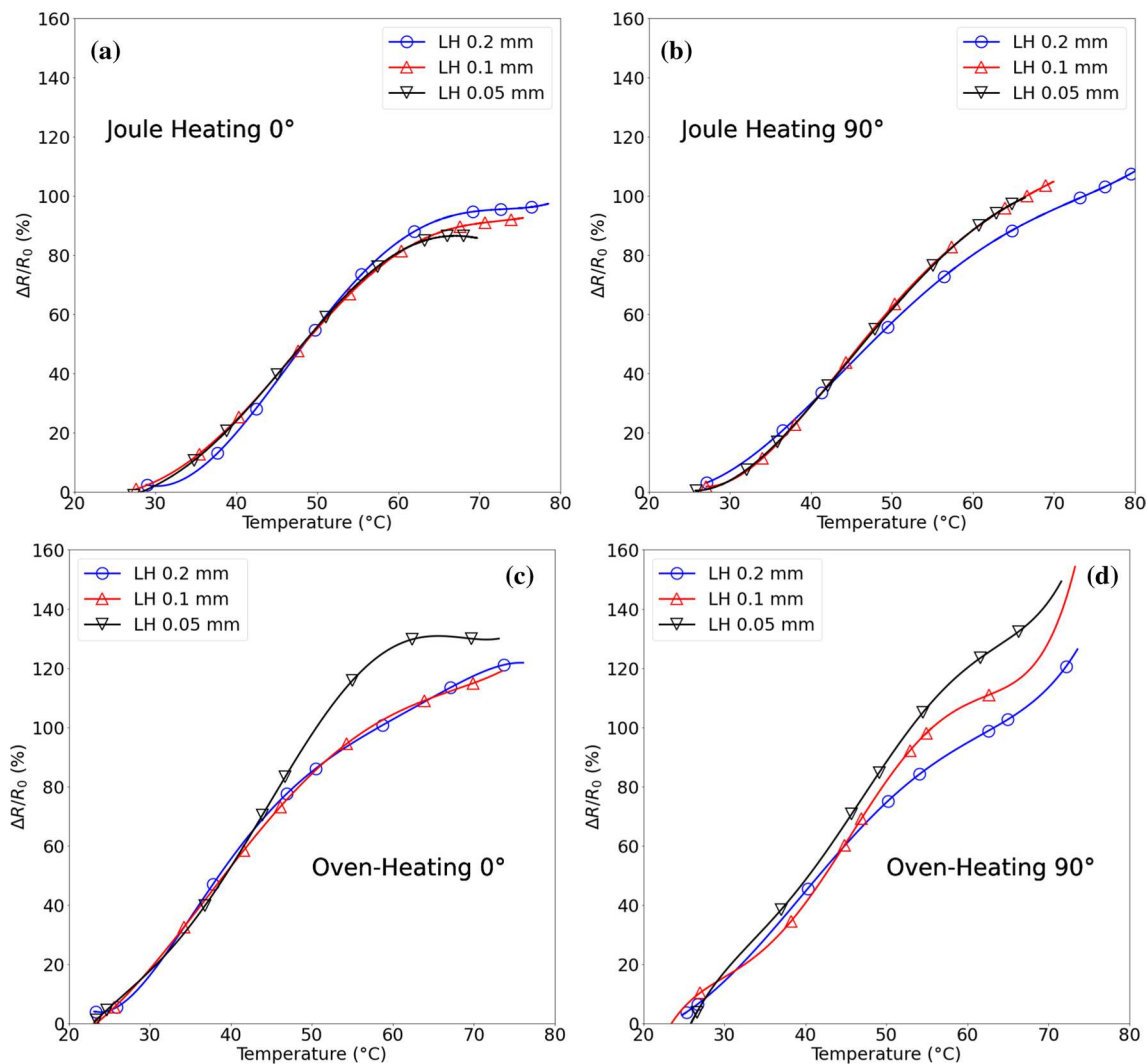 (a)
LH 0.2 mm
LH 0.1 mm
LH 0.05 mm
Joule Heating 0°
160
140
120
100
80
60
40
20
0
ΔR/R0 (%)
20 30 40 50 60 70 80
Temperature (°C)
(b)
LH 0.2 mm
LH 0.1 mm
LH 0.05 mm
Joule Heating 90°
160
140
120
100
80
60
40
20
0
ΔR/R0 (%)
20 30 40 50 60 70 80
Temperature (°C)
LH 0.2 mm
LH 0.1 mm
LH 0.05 mm
(c)
Oven-Heating 0°
160
140
120
100
80
60
40
20
0
ΔR/R0 (%)
20 30 40 50 60 70 80
Temperature (°C)
LH 0.2 mm
LH 0.1 mm
LH 0.05 mm
(d)
Oven-Heating 90°
160
140
120
100
80
60
40
20
0
ΔR/R0 (%)
20 30 40 50 60 70 80
Temperature (°C)